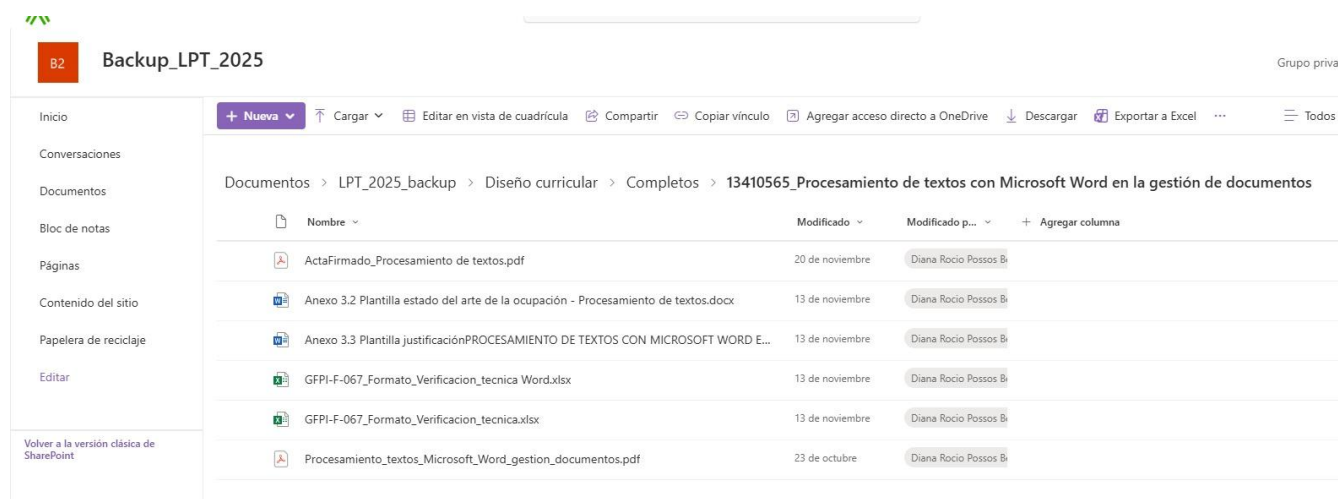 B2
Backup_LPT_2025
Grupo priva
Inicio
Conversaciones
Documentos
Bloc de notas
Páginas
Contenido del sitio
Papelera de reciclaje
Editar
Volver a la versión clásica de
SharePoint
+ Nueva Cargar Editar en vista de cuadrícula Compartir Copiar vínculo Agregar acceso directo a OneDrive Descargar Exportar a Excel ... Todos
Documentos > LPT_2025_backup > Diseño curricular > Completos > 13410565_Procesamiento de textos con Microsoft Word en la gestión de documentos
Nombre Modificado Modificado p... + Agregar columna
ActaFirmado_Procesamiento de textos.pdf 20 de noviembre Diana Rocio Possos Be
Anexo 3.2 Plantilla estado del arte de la ocupación - Procesamiento de textos.docx 13 de noviembre Diana Rocio Possos Be
Anexo 3.3 Plantilla justificaciónPROCESAMIENTO DE TEXTOS CON MICROSOFT WORD E... 13 de noviembre Diana Rocio Possos Be
GFPI-F-067_Formato_Verificacion_tecnica Word.xlsx 13 de noviembre Diana Rocio Possos Be
GFPI-F-067_Formato_Verificacion_tecnica.xlsx 13 de noviembre Diana Rocio Possos Be
Procesamiento_textos_Microsoft_Word_gestion_documentos.pdf 23 de octubre Diana Rocio Possos Be